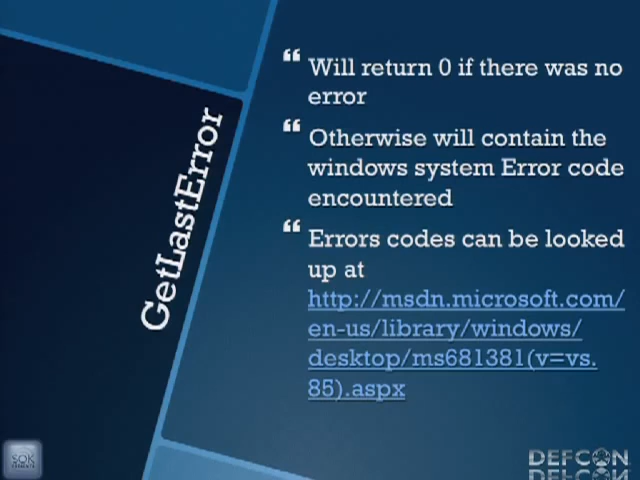 GetLastError
Will return 0 if there was no
error
Otherwise will contain the
windows system Error code
encountered
Errors codes can be looked
up at
http://msdn.microsoft.com/
en-us/library/windows/
desktop/ms681381(v=vs.
85).aspx
SOK
DEFCON